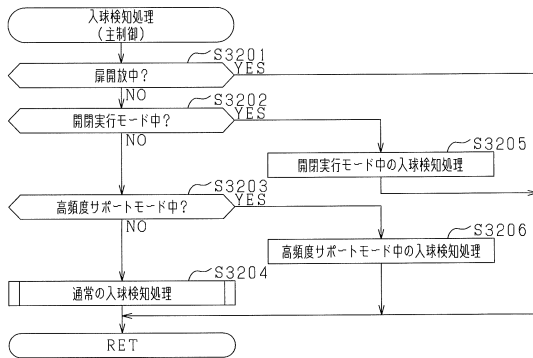 入球検知処理
(主制御)
S3201
扉開放中?
YES
NO
S3202
開閉実行モード中?
YES
NO
S3205
開閉実行モード中の入球検知処理
S3203
高頻度サポートモード中?
YES
NO
S3206
高頻度サポートモード中の入球検知処理
S3204
通常の入球検知処理
RET